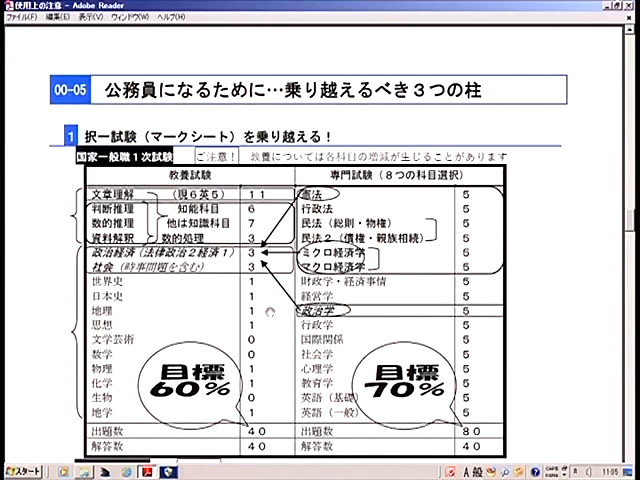 使用上の注意 - Adobe Reader
ファイル(F) 編集(E) 表示(V) ウィンドウ(W) ヘルプ(H)
00-05 公務員になるために…乗り越えるべき３つの柱
1 択一試験（マークシート）を乗り越える！
国家一般職１次試験 ご注意！ 教養については各科目の増減が生じることがあります
教養試験 専門試験（８つの科目選択）
文章理解 （現６英５） １１ 憲法 ５
判断推理 知能科目 ６ 行政法 ５
数的推理 他は知識科目 ７ 民法（総則・物権） ５
資料解釈 数的処理 ３ 民法２（債権・親族相続） ５
政治経済（法律政治２経済１） ３ ミクロ経済学 ５
社会（時事問題を含む） ３ マクロ経済学 ５
世界史 １ 財政学・経済事情 ５
日本史 １ 経営学 ５
地理 １ 政治学 ５
思想 １ 行政学 ５
文学芸術 ０ 国際関係 ５
数学 ０ 社会学 ５
物理 １ 心理学 ５
化学 １ 教育学 ５
生物 ０ 英語（基礎） ５
地学 １ 英語（一般） ５
目標
60％
目標
70％
出題数 ４０ 出題数 ８０
解答数 ４０ 解答数 ４０
スタート A 般 CAPS 11:05